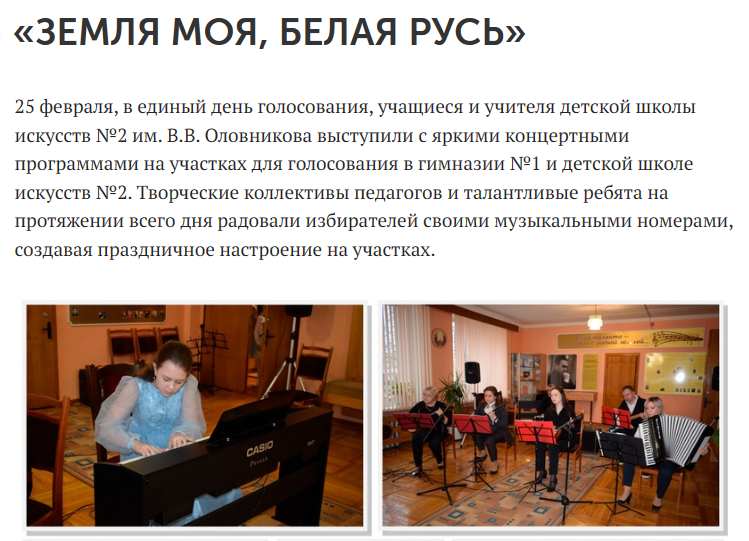 «ЗЕМЛЯ МОЯ, БЕЛАЯ РУСЬ»
25 февраля, в единый день голосования, учащиеся и учителя детской школы
искусств №2 им. В.В. Оловникова выступили с яркими концертными
программами на участках для голосования в гимназии №1 и детской школе
искусств №2. Творческие коллективы педагогов и талантливые ребята на
протяжении всего дня радовали избирателей своими музыкальными номерами,
создавая праздничное настроение на участках.
CASIO
Privia